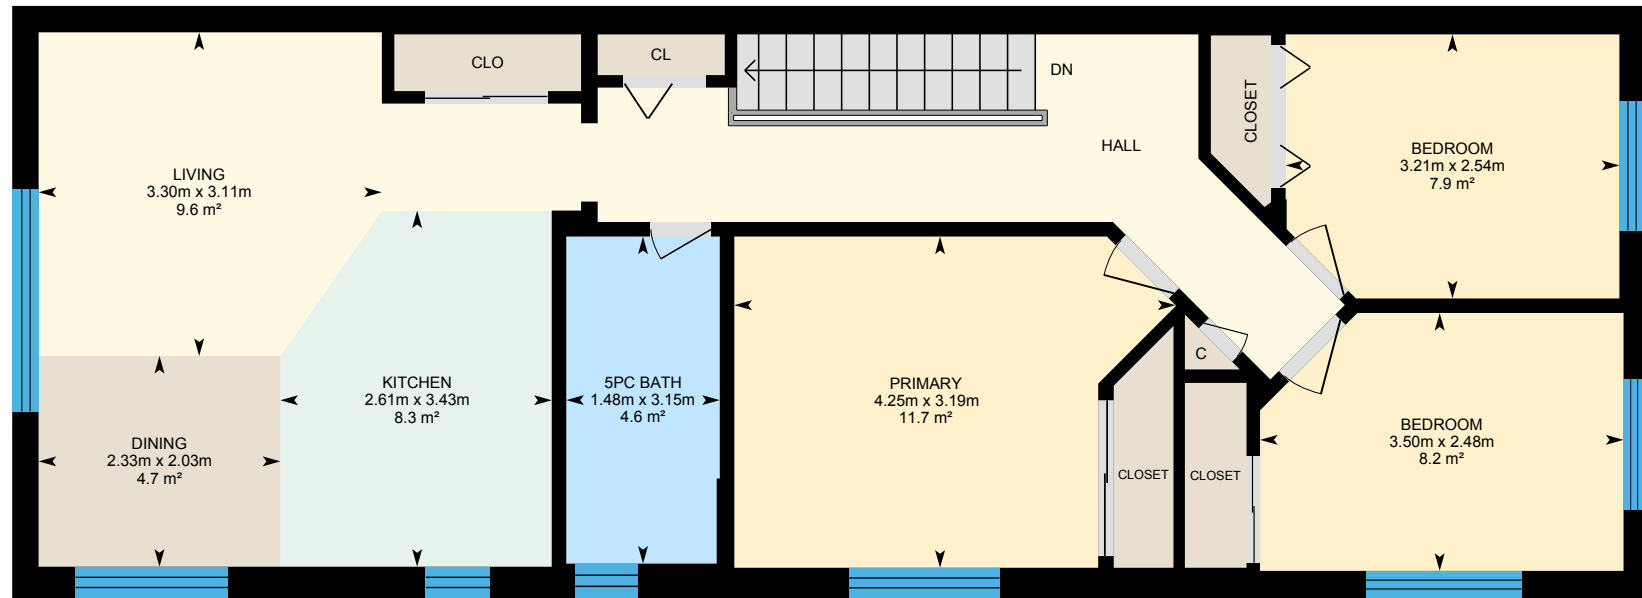 CLO
CL
DN
HALL
CLOSET
BEDROOM
3.21m x 2.54m
7.9 m²
LIVING
3.30m x 3.11m
9.6 m²
KITCHEN
2.61m x 3.43m
8.3 m²
5PC BATH
1.48m x 3.15m
4.6 m²
PRIMARY
4.25m x 3.19m
11.7 m²
C
DINING
2.33m x 2.03m
4.7 m²
CLOSET
CLOSET
BEDROOM
3.50m x 2.48m
8.2 m²